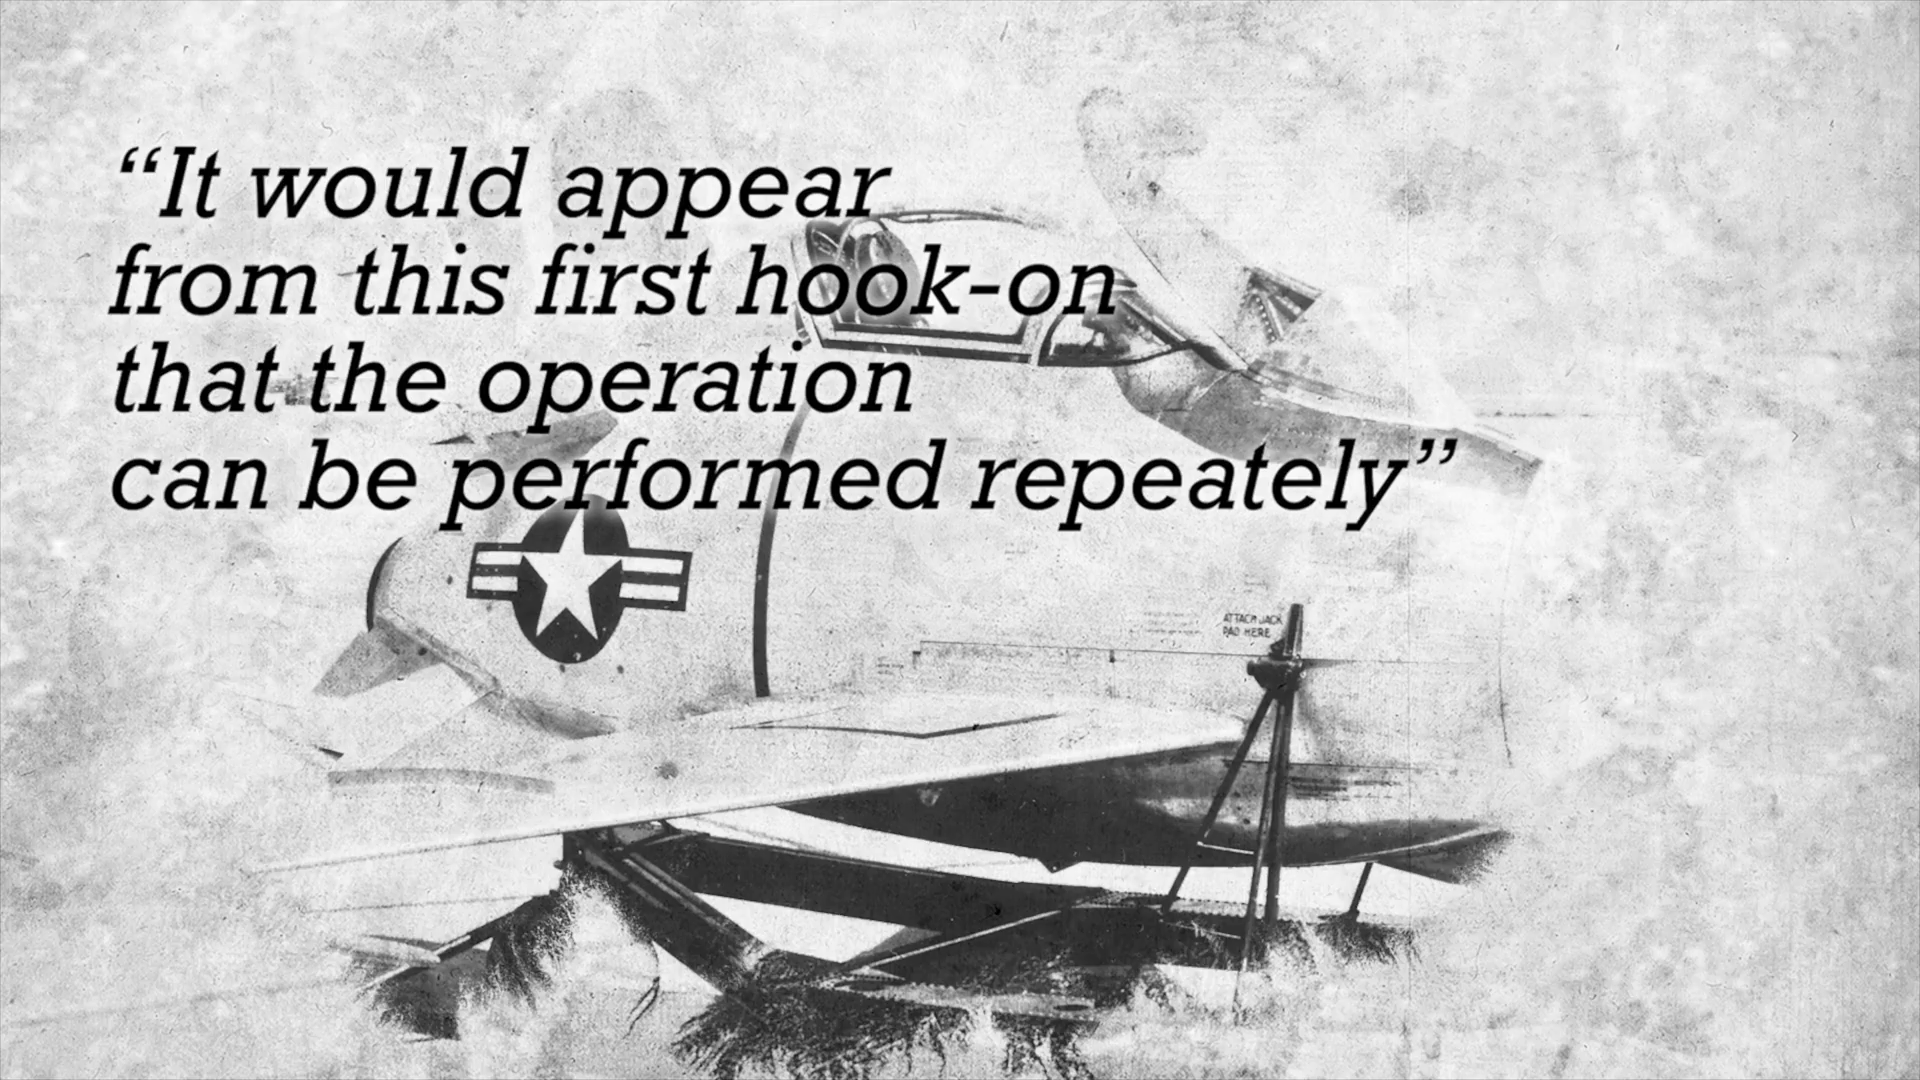 “It would appear
from this first hook-on
that the operation
can be performed repeately”
ATTACH JACK
PAD HERE